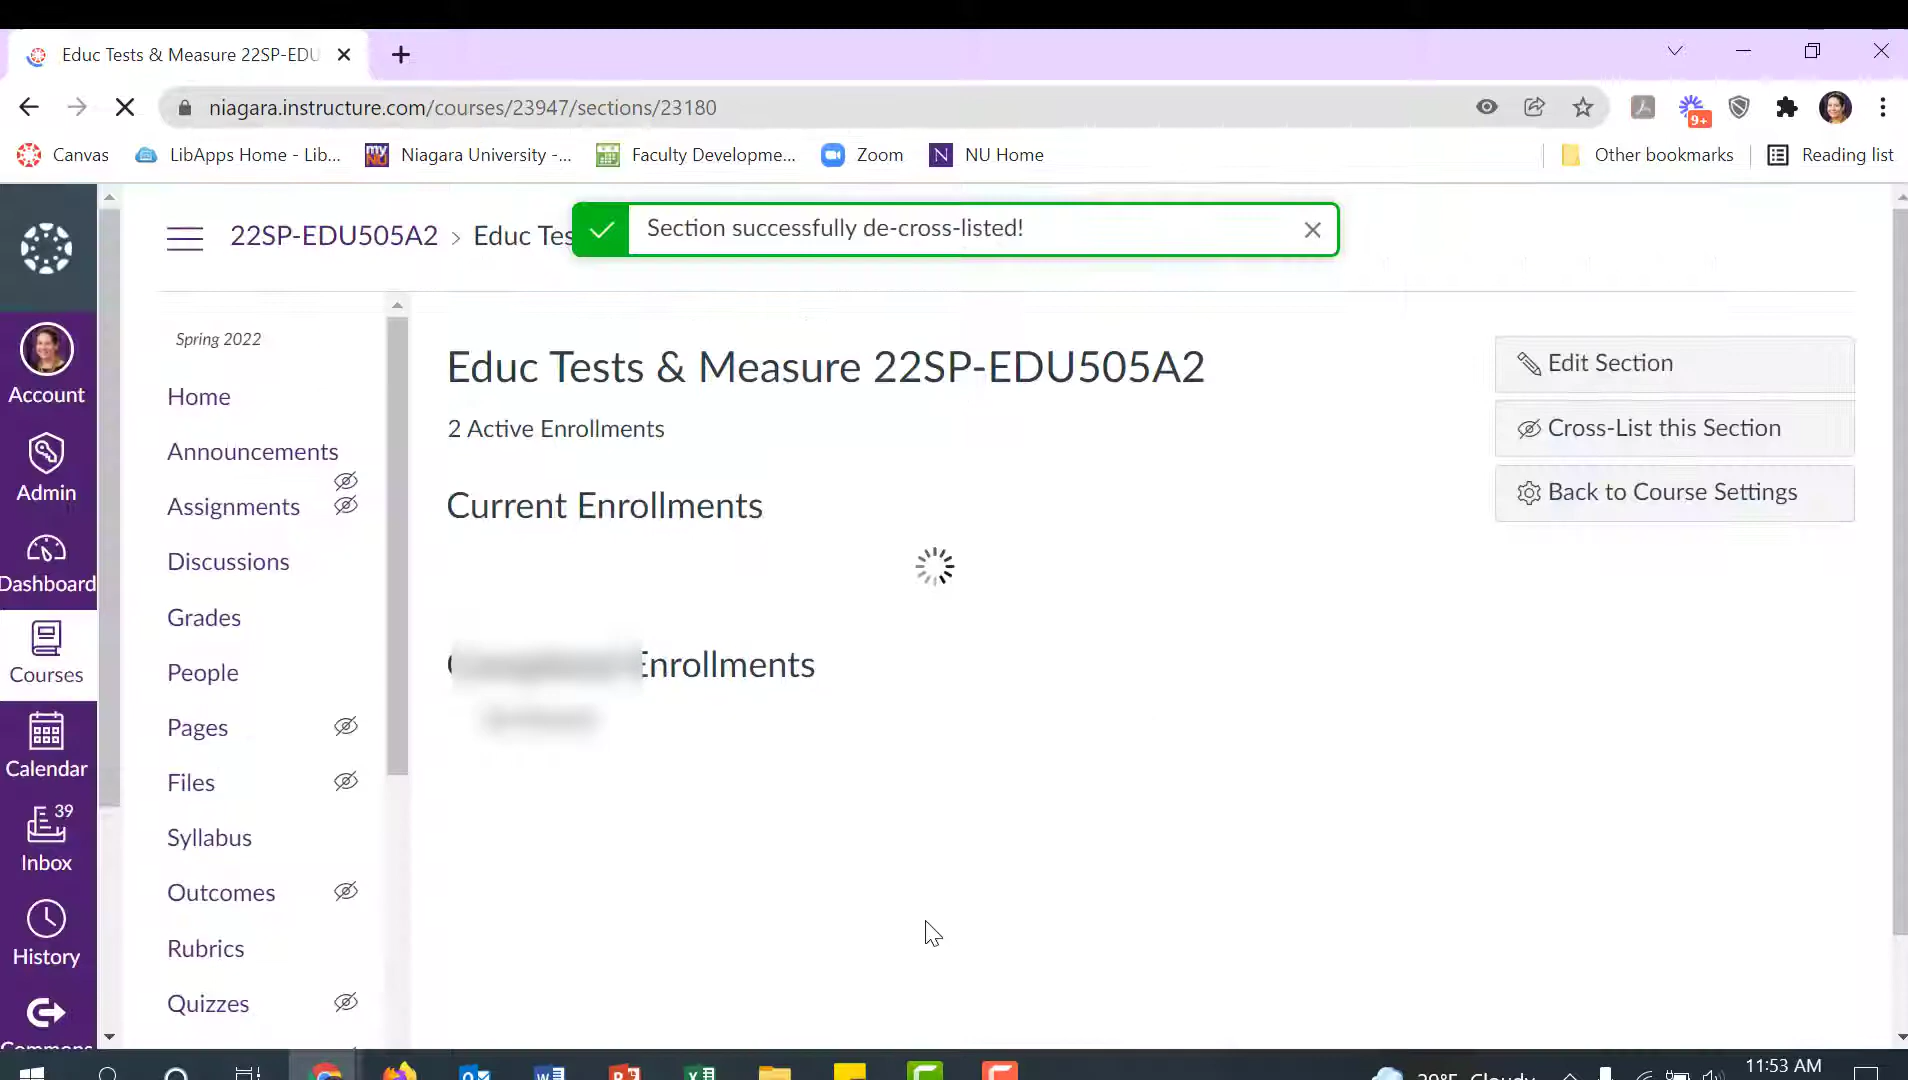 Educ Tests & Measure 22SP-EDU
niagara.instructure.com/courses/23947/sections/23180
9+
Canvas
LibApps Home - Lib...
Niagara University -...
Faculty Developme...
Zoom
NU Home
Other bookmarks
Reading list
22SP-EDU505A2 > Educ Tes
Section successfully de-cross-listed!
Account
Admin
Dashboard
Courses
Calendar
39
Inbox
History
Spring 2022
Home
Announcements
Assignments
Discussions
Grades
People
Pages
Files
Syllabus
Outcomes
Rubrics
Quizzes
Educ Tests & Measure 22SP-EDU505A2
2 Active Enrollments
Current Enrollments
Enrollments
Edit Section
Cross-List this Section
Back to Course Settings
11:53 AM